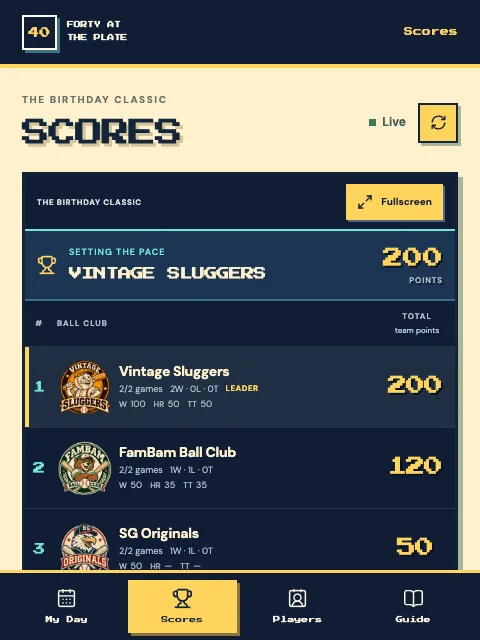 40
FORTY AT
THE PLATE
Scores
THE BIRTHDAY CLASSIC
SCORES
Live
THE BIRTHDAY CLASSIC
Fullscreen
SETTING THE PACE
VINTAGE SLUGGERS
200
POINTS
# BALL CLUB
TOTAL
team points
1
VINTAGE
SLUGGERS
Vintage Sluggers
2/2 games 2W · 0L · 0T LEADER
W 100 HR 50 TT 50
200
2
FAMBAM
BALL CLUB
FamBam Ball Club
2/2 games 1W · 1L · 0T
W 50 HR 35 TT 35
120
3
SG
ORIGINALS
SG Originals
2/2 games 1W · 1L · 0T
W 50 HR — TT —
50
My Day
Scores
Players
Guide